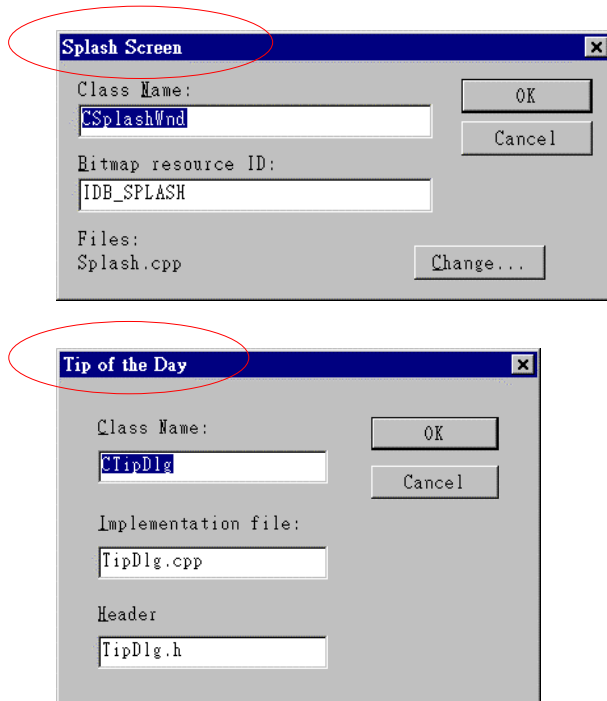 Splash Screen
Class Name:
OK
CSplashWnd
Cancel
Bitmap resource ID:
IDB_SPLASH
Files:
Splash.cpp
Change...
Tip of the Day
Class Name:
OK
CTipDlg
Cancel
Implementation file:
TipDlg.cpp
Header
TipDlg.h